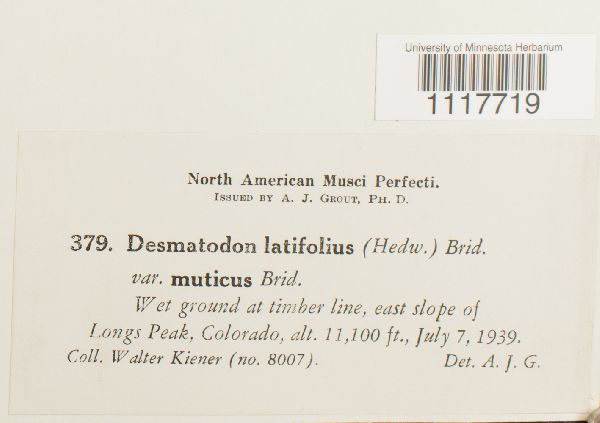 University of Minnesota Herbarium
1117719
North American Musci Perfecti.
Issued by A. J. Grout, Ph. D.
379. Desmatodon latifolius (Hedw.) Brid.
var. muticus Brid.
Wet ground at timber line, east slope of
Longs Peak, Colorado, alt. 11,100 ft., July 7, 1939.
Coll. Walter Kiener (no. 8007). Det. A. J. G.